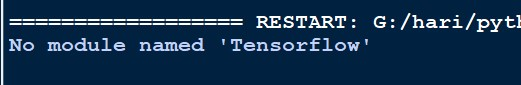 =================== RESTART: G:/hari/pyth
No module named 'Tensorflow'